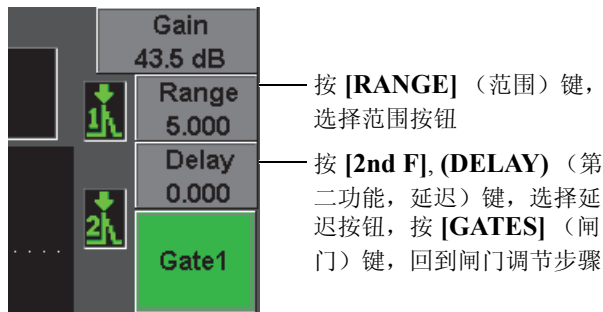 Gain
43.5 dB
Range
5.000
Delay
0.000
Gate1
1
2
按 [RANGE] （范围）键，
选择范围按钮
按 [2nd F], (DELAY) （第
二功能，延迟）键，选择延
迟按钮，按 [GATES] （闸
门）键，回到闸门调节步骤